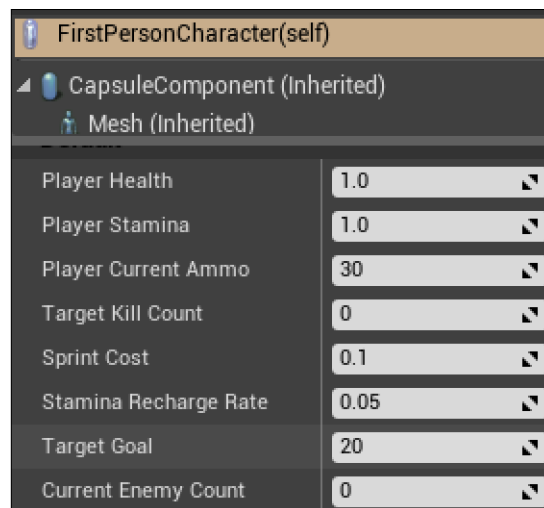 FirstPersonCharacter(self)
CapsuleComponent (Inherited)
Mesh (Inherited)
Default
Player Health 1.0
Player Stamina 1.0
Player Current Ammo 30
Target Kill Count 0
Sprint Cost 0.1
Stamina Recharge Rate 0.05
Target Goal 20
Current Enemy Count 0